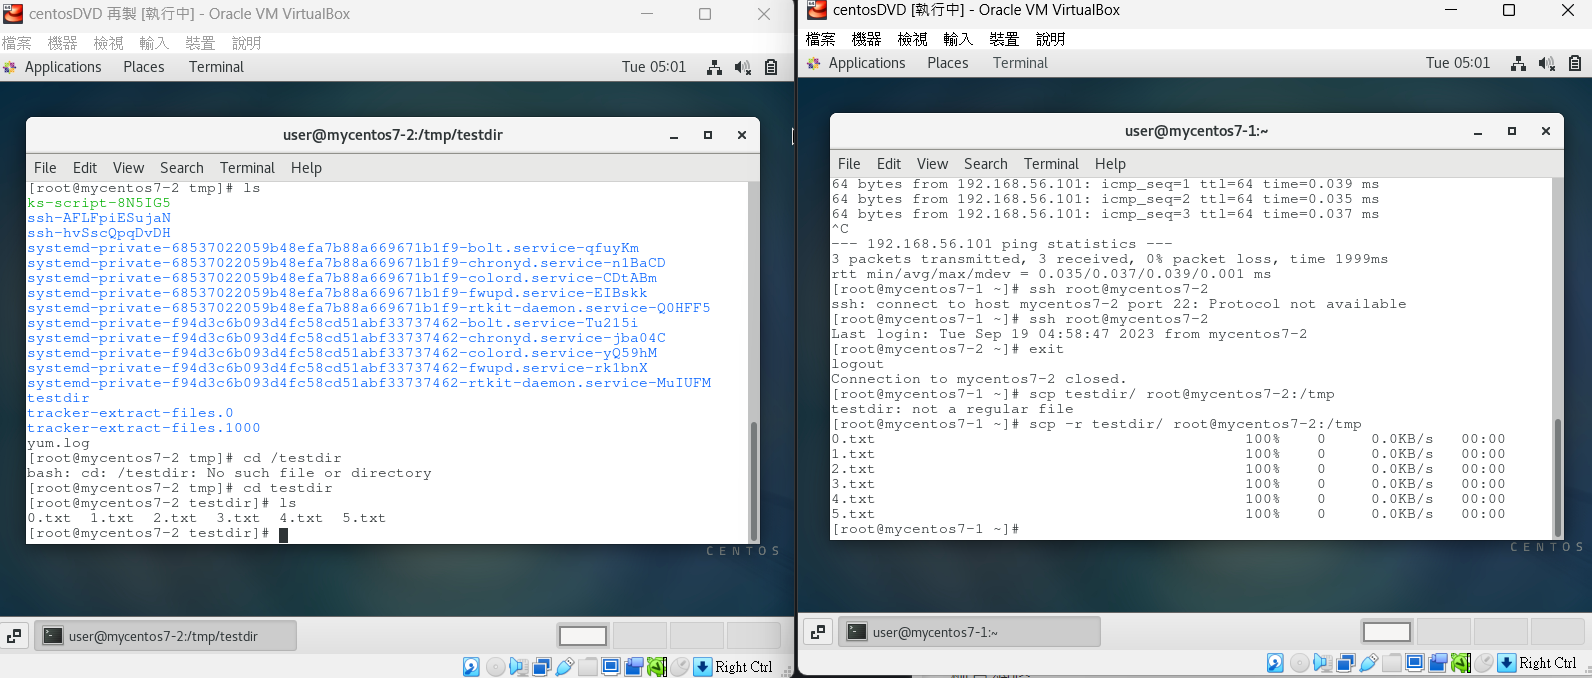 centosDVD 再製 [執行中] - Oracle VM VirtualBox
檔案 機器 檢視 輸入 裝置 說明
Applications Places Terminal Tue 05:01
user@mycentos7-2:/tmp/testdir
File Edit View Search Terminal Help
[root@mycentos7-2 tmp]# ls
ks-script-8N5IG5
ssh-AFLFpiESujaN
ssh-hvSscQpqDvDH
systemd-private-68537022059b48efa7b88a669671b1f9-bolt.service-qfuyKm
systemd-private-68537022059b48efa7b88a669671b1f9-chronyd.service-n1BaCD
systemd-private-68537022059b48efa7b88a669671b1f9-colord.service-CDtABm
systemd-private-68537022059b48efa7b88a669671b1f9-fwupd.service-EIBskk
systemd-private-68537022059b48efa7b88a669671b1f9-rtkit-daemon.service-Q0HFF5
systemd-private-f94d3c6b093d4fc58cd51abf33737462-bolt.service-Tu215i
systemd-private-f94d3c6b093d4fc58cd51abf33737462-chronyd.service-jba04C
systemd-private-f94d3c6b093d4fc58cd51abf33737462-colord.service-yQ59hM
systemd-private-f94d3c6b093d4fc58cd51abf33737462-fwupd.service-rk1bnX
systemd-private-f94d3c6b093d4fc58cd51abf33737462-rtkit-daemon.service-MuIUFM
testdir
tracker-extract-files.0
tracker-extract-files.1000
yum.log
[root@mycentos7-2 tmp]# cd /testdir
bash: cd: /testdir: No such file or directory
[root@mycentos7-2 tmp]# cd testdir
[root@mycentos7-2 testdir]# ls
0.txt 1.txt 2.txt 3.txt 4.txt 5.txt
[root@mycentos7-2 testdir]#
CENTOS
user@mycentos7-2:/tmp/testdir
Right Ctrl
centosDVD [執行中] - Oracle VM VirtualBox
檔案 機器 檢視 輸入 裝置 說明
Applications Places Terminal Tue 05:01
user@mycentos7-1:~
File Edit View Search Terminal Help
64 bytes from 192.168.56.101: icmp_seq=1 ttl=64 time=0.039 ms
64 bytes from 192.168.56.101: icmp_seq=2 ttl=64 time=0.035 ms
64 bytes from 192.168.56.101: icmp_seq=3 ttl=64 time=0.037 ms
^C
--- 192.168.56.101 ping statistics ---
3 packets transmitted, 3 received, 0% packet loss, time 1999ms
rtt min/avg/max/mdev = 0.035/0.037/0.039/0.001 ms
[root@mycentos7-1 ~]# ssh root@mycentos7-2
ssh: connect to host mycentos7-2 port 22: Protocol not available
[root@mycentos7-1 ~]# ssh root@mycentos7-2
Last login: Tue Sep 19 04:58:47 2023 from mycentos7-2
[root@mycentos7-2 ~]# exit
logout
Connection to mycentos7-2 closed.
[root@mycentos7-1 ~]# scp testdir/ root@mycentos7-2:/tmp
testdir: not a regular file
[root@mycentos7-1 ~]# scp -r testdir/ root@mycentos7-2:/tmp
0.txt 100% 0 0.0KB/s 00:00
1.txt 100% 0 0.0KB/s 00:00
2.txt 100% 0 0.0KB/s 00:00
3.txt 100% 0 0.0KB/s 00:00
4.txt 100% 0 0.0KB/s 00:00
5.txt 100% 0 0.0KB/s 00:00
[root@mycentos7-1 ~]#
CENTOS
user@mycentos7-1:~
Right Ctrl